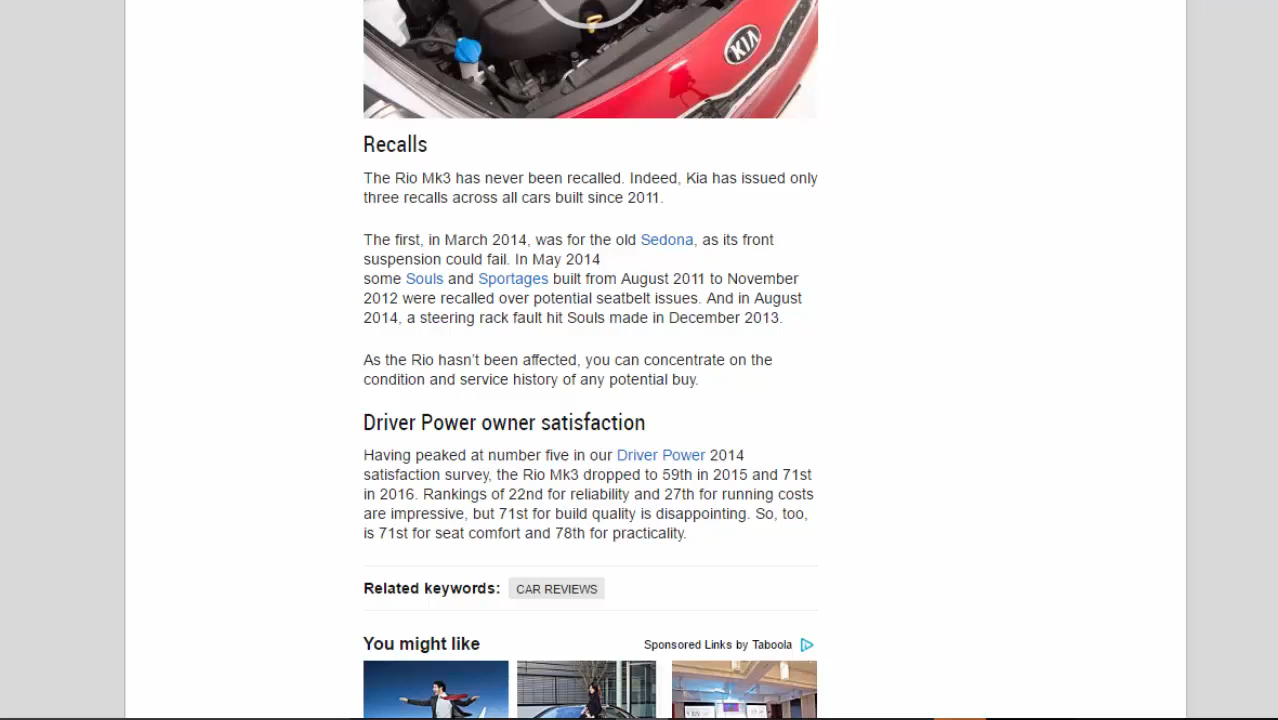 KIA
Recalls
The Rio Mk3 has never been recalled. Indeed, Kia has issued only
three recalls across all cars built since 2011.
The first, in March 2014, was for the old Sedona, as its front
suspension could fail. In May 2014
some Souls and Sportages built from August 2011 to November
2012 were recalled over potential seatbelt issues. And in August
2014, a steering rack fault hit Souls made in December 2013.
As the Rio hasn't been affected, you can concentrate on the
condition and service history of any potential buy.
Driver Power owner satisfaction
Having peaked at number five in our Driver Power 2014
satisfaction survey, the Rio Mk3 dropped to 59th in 2015 and 71st
in 2016. Rankings of 22nd for reliability and 27th for running costs
are impressive, but 71st for build quality is disappointing. So, too,
is 71st for seat comfort and 78th for practicality.
Related keywords: CAR REVIEWS
You might like
Sponsored Links by Taboola